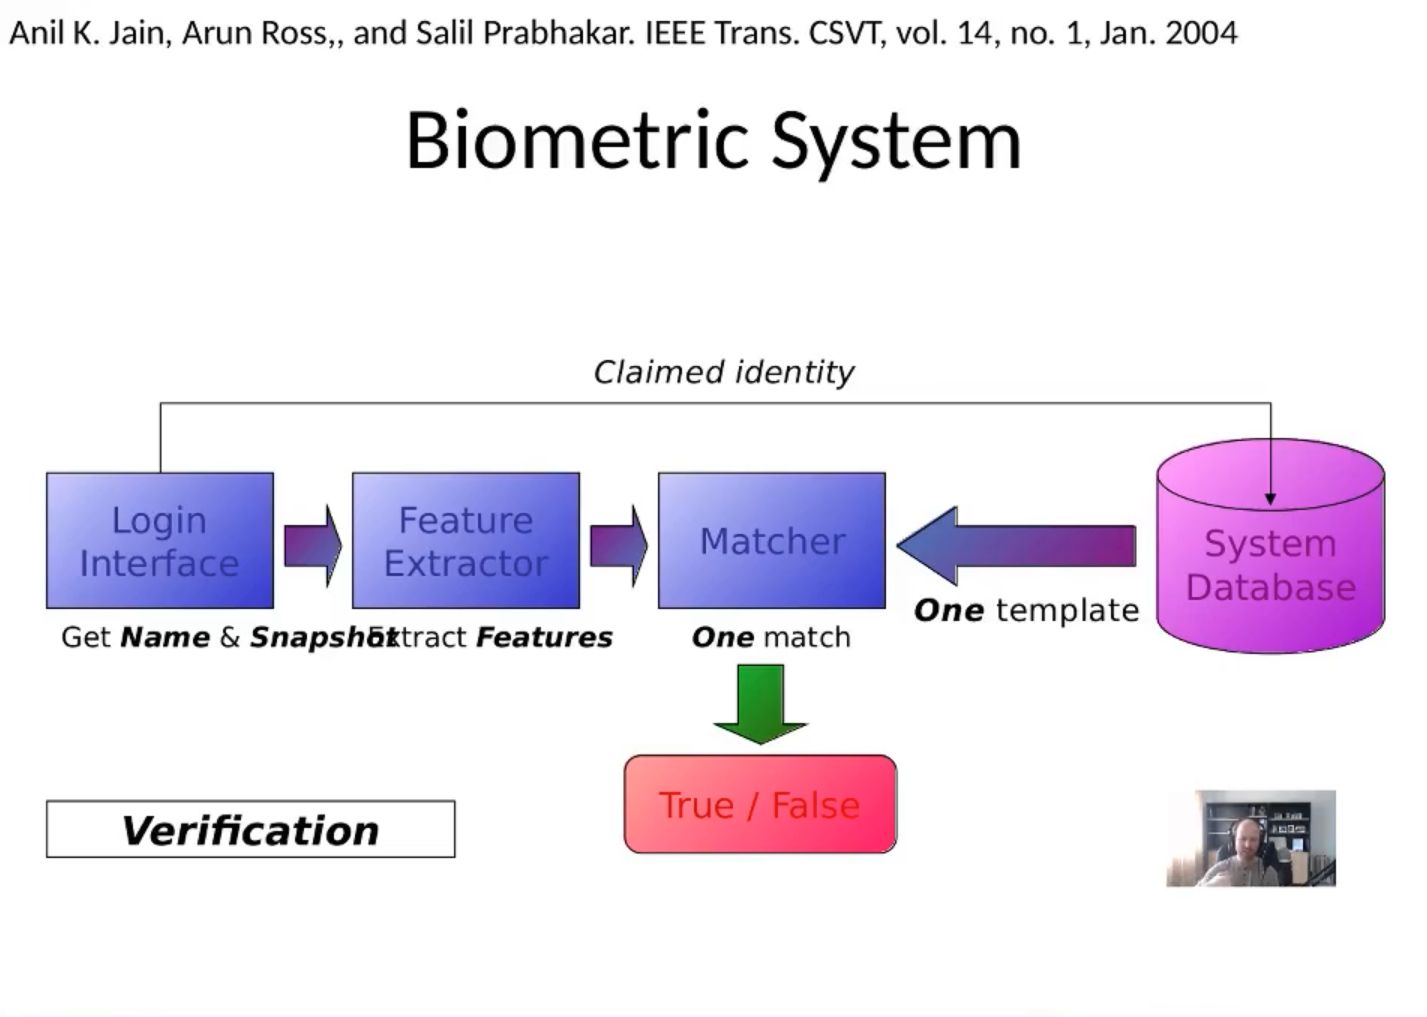 Anil K. Jain, Arun Ross,, and Salil Prabhakar. IEEE Trans. CSVT, vol. 14, no. 1, Jan. 2004
Biometric System
Claimed identity
Login
Interface
Feature
Extractor
Matcher
System
Database
One template
Get Name & Snapshot
Extract Features
One match
True / False
Verification